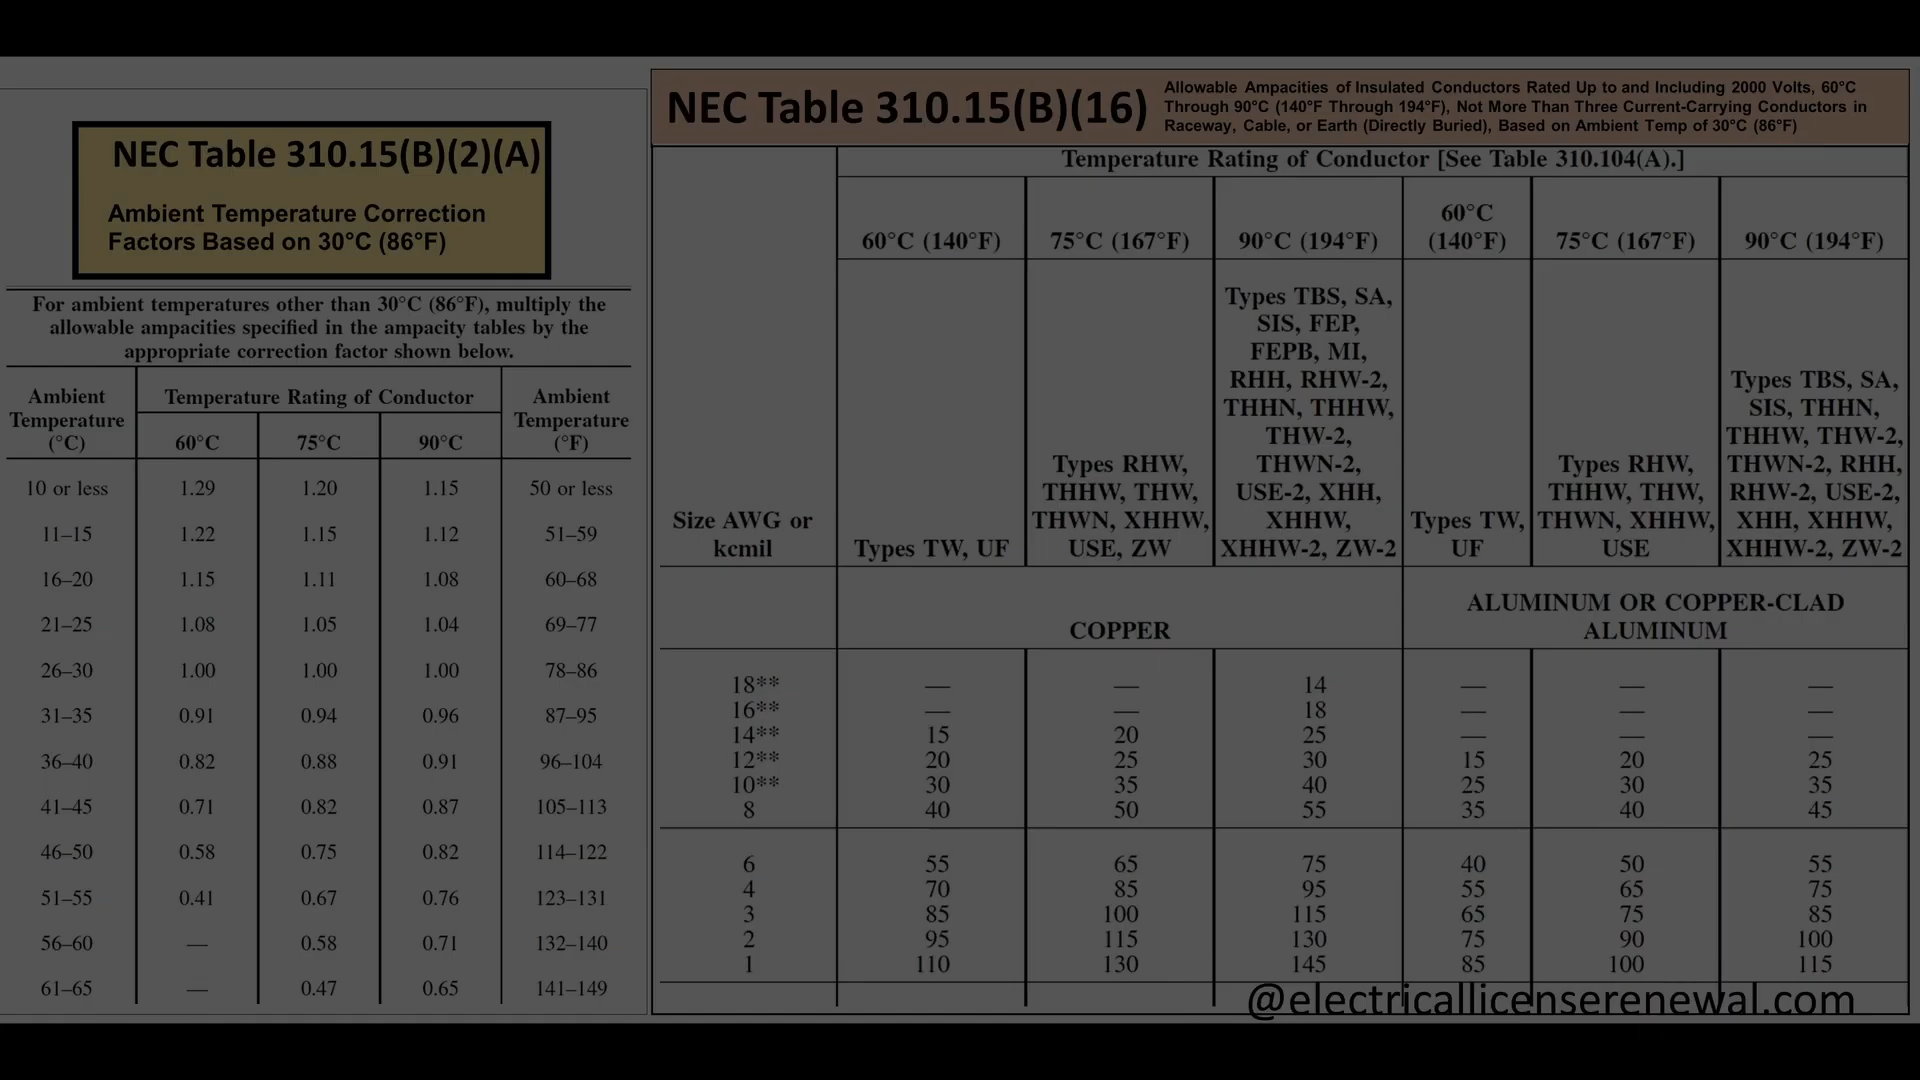 NEC Table 310.15(B)(2)(A)
Ambient Temperature Correction
Factors Based on 30°C (86°F)
For ambient temperatures other than 30°C (86°F), multiply the
allowable ampacities specified in the ampacity tables by the
appropriate correction factor shown below.
Ambient Temperature (°C) Temperature Rating of Conductor Ambient Temperature (°F)
60°C 75°C 90°C
10 or less 1.29 1.20 1.15 50 or less
11–15 1.22 1.15 1.12 51–59
16–20 1.15 1.11 1.08 60–68
21–25 1.08 1.05 1.04 69–77
26–30 1.00 1.00 1.00 78–86
31–35 0.91 0.94 0.96 87–95
36–40 0.82 0.88 0.91 96–104
41–45 0.71 0.82 0.87 105–113
46–50 0.58 0.75 0.82 114–122
51–55 0.41 0.67 0.76 123–131
56–60 — 0.58 0.71 132–140
61–65 — 0.47 0.65 141–149
NEC Table 310.15(B)(16)
Allowable Ampacities of Insulated Conductors Rated Up to and Including 2000 Volts, 60°C
Through 90°C (140°F Through 194°F), Not More Than Three Current-Carrying Conductors in
Raceway, Cable, or Earth (Directly Buried), Based on Ambient Temp of 30°C (86°F)
Temperature Rating of Conductor [See Table 310.104(A).]
60°C (140°F) 75°C (167°F) 90°C (194°F) 60°C (140°F) 75°C (167°F) 90°C (194°F)
Size AWG or
kcmil
Types TW, UF
Types RHW,
THHW, THW,
THWN, XHHW,
USE, ZW
Types TBS, SA,
SIS, FEP,
FEPB, MI,
RHH, RHW-2,
THHN, THHW,
THW-2,
THWN-2,
USE-2, XHH,
XHHW,
XHHW-2, ZW-2
Types TW,
UF
Types RHW,
THHW, THW,
THWN, XHHW,
USE
Types TBS, SA,
SIS, THHN,
THHW, THW-2,
THWN-2, RHH,
RHW-2, USE-2,
XHH, XHHW,
XHHW-2, ZW-2
COPPER
ALUMINUM OR COPPER-CLAD
ALUMINUM
18** — — 14 — — —
16** — — 18 — — —
14** 15 20 25 — — —
12** 20 25 30 15 20 25
10** 30 35 40 25 30 35
8 40 50 55 35 40 45
6 55 65 75 40 50 55
4 70 85 95 55 65 75
3 85 100 115 65 75 85
2 95 115 130 75 90 100
1 110 130 145 85 100 115
@electricallicenserenewal.com